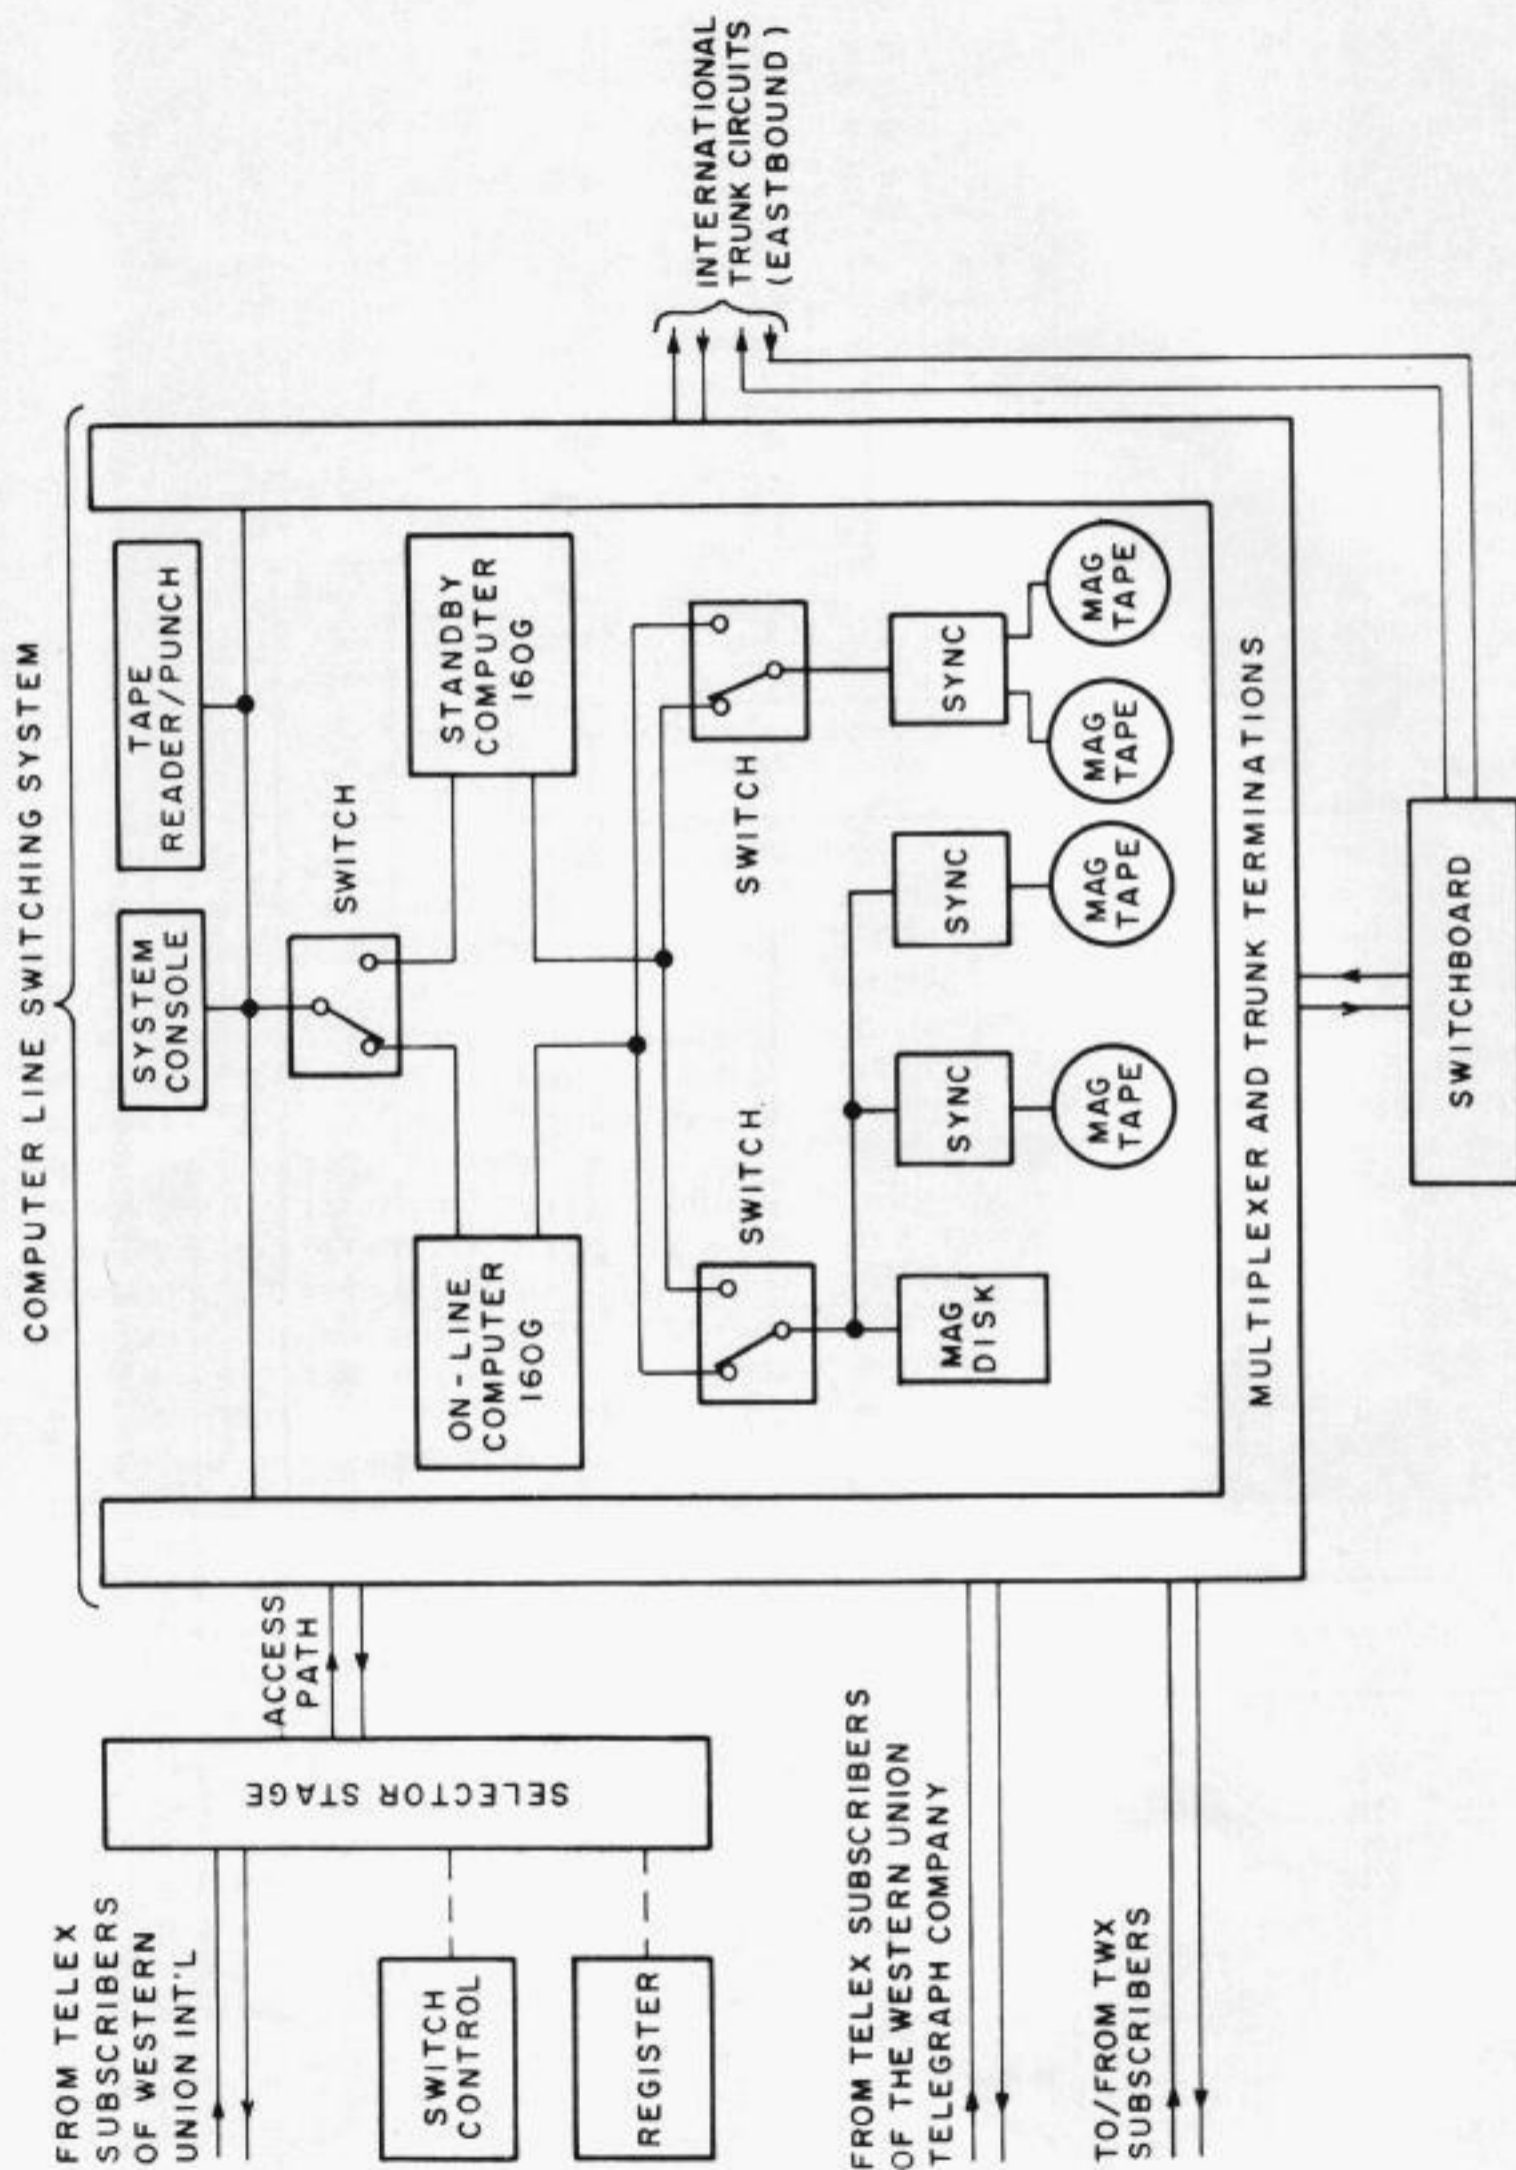 COMPUTER LINE SWITCHING SYSTEM
FROM TELEX
SUBSCRIBERS
OF WESTERN
UNION INT'L
SWITCH
CONTROL
REGISTER
SELECTOR STAGE
ACCESS
PATH
SYSTEM
CONSOLE
TAPE
READER/PUNCH
SWITCH
ON-LINE
COMPUTER
160G
STANDBY
COMPUTER
160G
SWITCH
SWITCH
MAG
DISK
SYNC
SYNC
SYNC
MAG
TAPE
MAG
TAPE
MAG
TAPE
MAG
TAPE
INTERNATIONAL
TRUNK CIRCUITS
(EASTBOUND)
FROM TELEX SUBSCRIBERS
OF THE WESTERN UNION
TELEGRAPH COMPANY
TO/FROM TWX
SUBSCRIBERS
MULTIPLEXER AND TRUNK TERMINATIONS
SWITCHBOARD